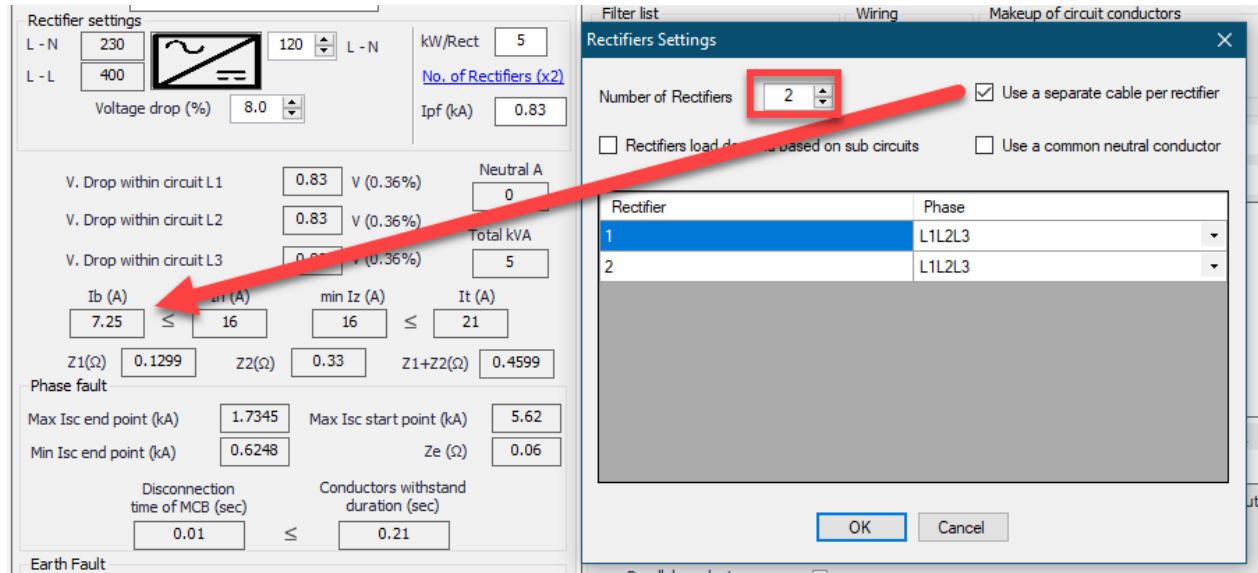 Rectifier settings
L - N 230 120 L - N
L - L 400
Voltage drop (%) 8.0
kW/Rect 5
No. of Rectifiers (x2)
Ipf (kA) 0.83
V. Drop within circuit L1 0.83 V (0.36%)
Neutral A
0
V. Drop within circuit L2 0.83 V (0.36%)
Total kVA
5
V. Drop within circuit L3 V (0.36%)
Ib (A) (A) min Iz (A) It (A)
7.25 ≤ 16 16 ≤ 21
Z1(Ω) 0.1299 Z2(Ω) 0.33 Z1+Z2(Ω) 0.4599
Phase fault
Max Isc end point (kA) 1.7345 Max Isc start point (kA) 5.62
Min Isc end point (kA) 0.6248 Ze (Ω) 0.06
Disconnection
time of MCB (sec)
0.01 ≤
Conductors withstand
duration (sec)
0.21
Earth Fault
Filter list Wiring Makeup of circuit conductors
Rectifiers Settings
Number of Rectifiers 2
Use a separate cable per rectifier
Rectifiers load based on sub circuits
Use a common neutral conductor
Rectifier Phase
1 L1L2L3
2 L1L2L3
OK Cancel